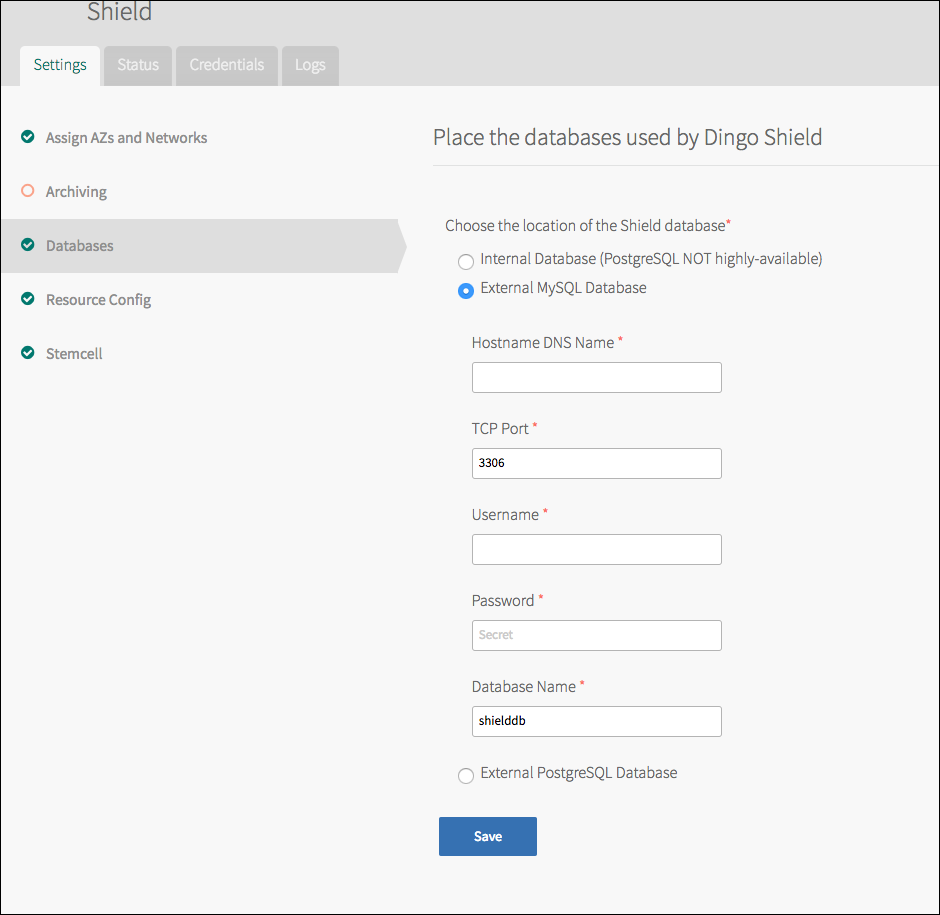 Shield
Settings
Status
Credentials
Logs
Assign AZs and Networks
Archiving
Databases
Resource Config
Stemcell
Place the databases used by Dingo Shield
Choose the location of the Shield database*
Internal Database (PostgreSQL NOT highly-available)
External MySQL Database
Hostname DNS Name *
TCP Port *
3306
Username *
Password *
Secret
Database Name *
shielddb
External PostgreSQL Database
Save